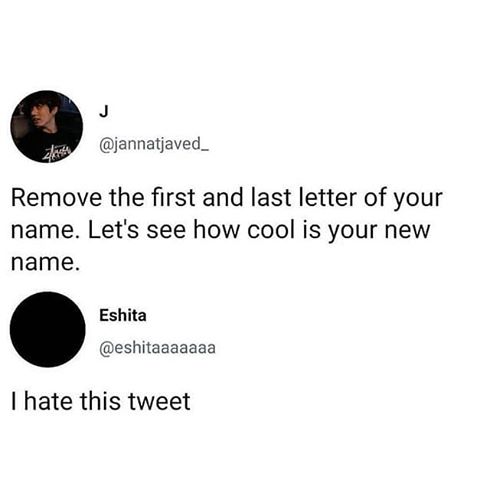 J
@jannatjaved_
Remove the first and last letter of your
name. Let's see how cool is your new
name.
Eshita
@eshitaaaaaaa
I hate this tweet